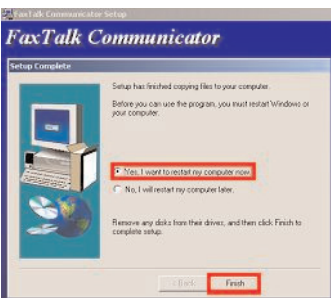 FaxTalk Communicator Setup
FaxTalk Communicator
Setup Complete
Setup has finished copying files to your computer.
Before you can use the program, you must restart Windows or
your computer.
Yes, I want to restart my computer now.
No, I will restart my computer later.
Remove any disks from their drives, and then click Finish to
complete setup.
< Back
Finish